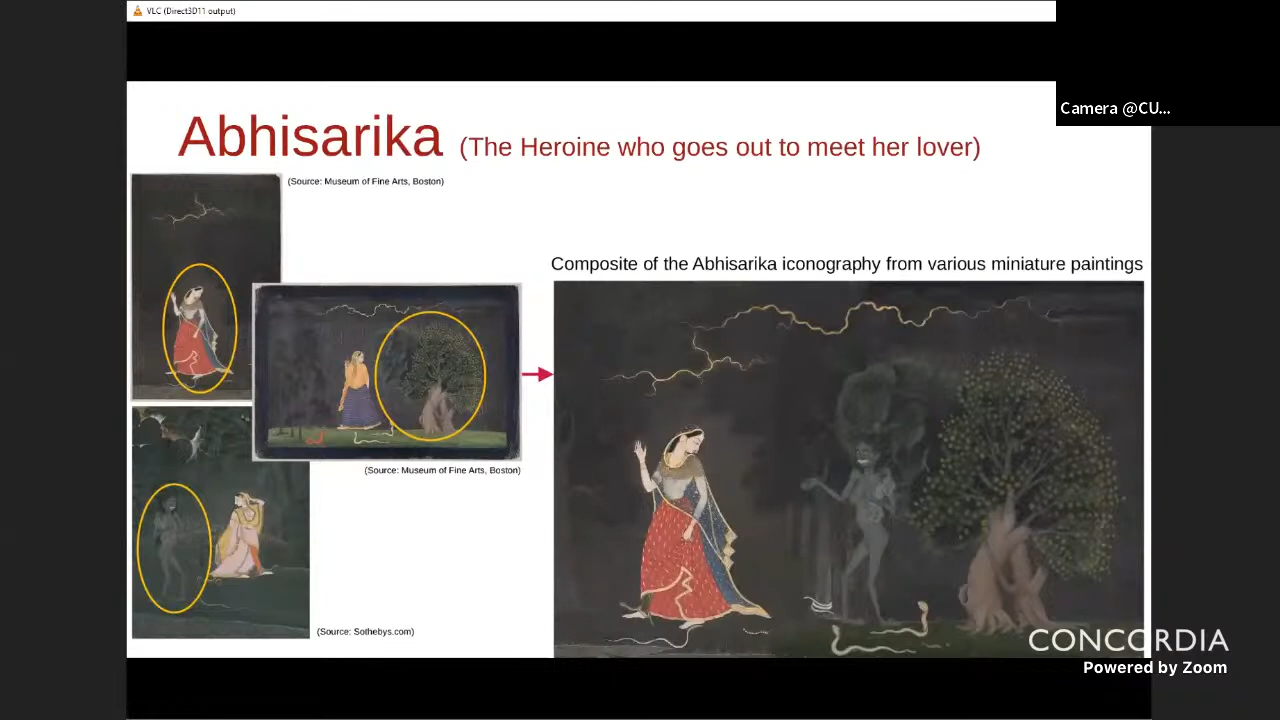 VLC (Direct3D11 output)
Camera @CU...
Abhisarika (The Heroine who goes out to meet her lover)
(Source: Museum of Fine Arts, Boston)
Composite of the Abhisarika iconography from various miniature paintings
(Source: Museum of Fine Arts, Boston)
(Source: Sothebys.com)
CONCORDIA
Powered by Zoom